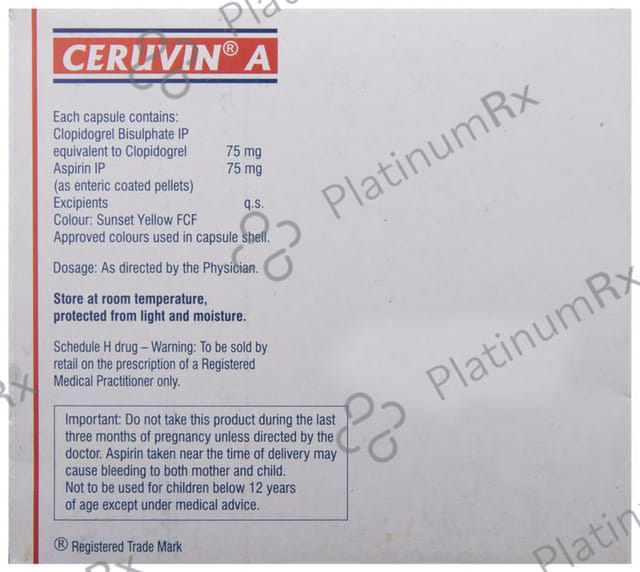 CERUVIN® A
Each capsule contains:
Clopidogrel Bisulphate IP
equivalent to Clopidogrel 75 mg
Aspirin IP 75 mg
(as enteric coated pellets)
Excipients q.s.
Colour: Sunset Yellow FCF
Approved colours used in capsule shell.
Dosage: As directed by the Physician.
Store at room temperature,
protected from light and moisture.
Schedule H drug – Warning: To be sold by
retail on the prescription of a Registered
Medical Practitioner only.
Important: Do not take this product during the last
three months of pregnancy unless directed by the
doctor. Aspirin taken near the time of delivery may
cause bleeding to both mother and child.
Not to be used for children below 12 years
of age except under medical advice.
® Registered Trade Mark
PlatinumRx
PlatinumRx
PlatinumRx
Rx
Platin